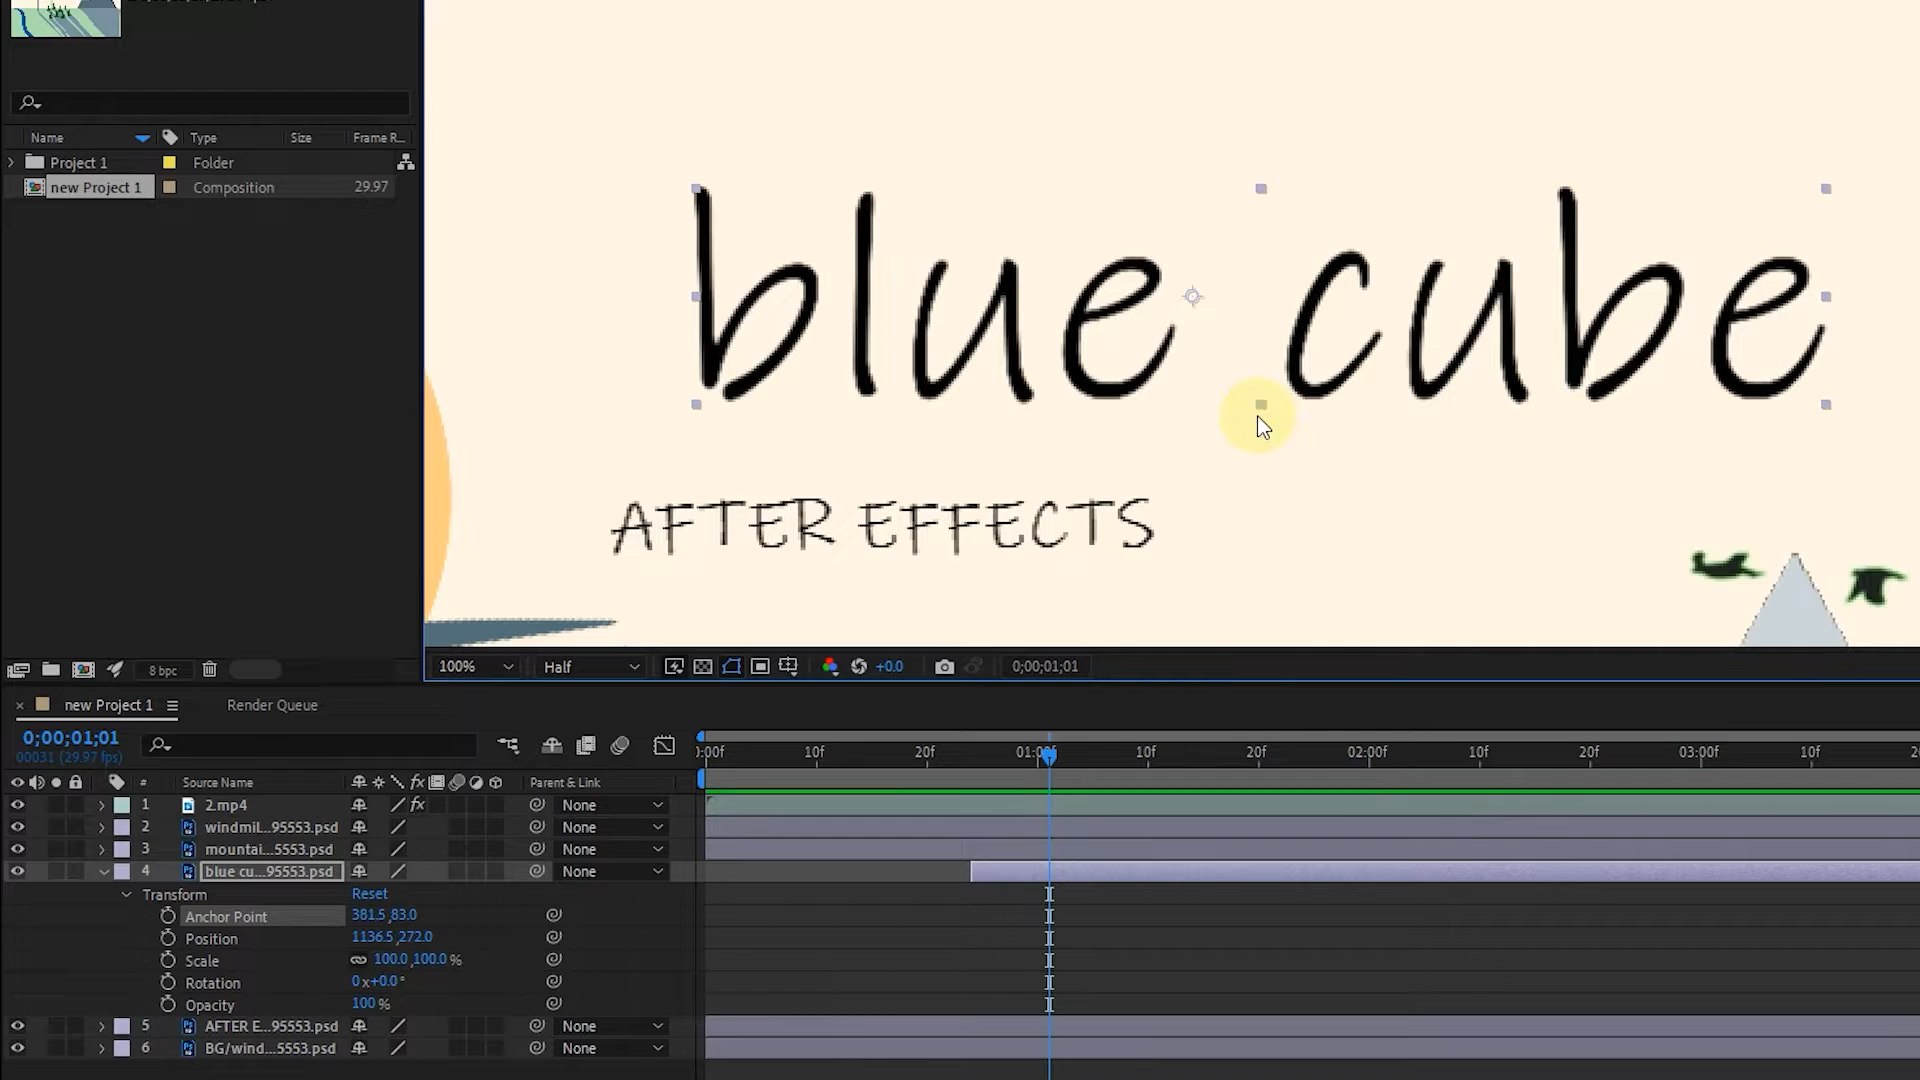 Name Type Size Frame R...
Project 1 Folder
new Project 1 Composition 29.97
blue cube
AFTER EFFECTS
8 bpc
100% Half +0.0 0;00;01;01
new Project 1 Render Queue
0;00;01;01
00031 (29.97 fps)
:00f 10f 20f 01:00f 10f 20f 02:00f 10f 20f 03:00f 10f
# Source Name fx Parent & Link
1 2.mp4 fx None
2 windmil...95553.psd None
3 mountai...5553.psd None
4 blue cu...95553.psd None
Transform Reset
Anchor Point 381.5,83.0
Position 1136.5,272.0
Scale 100.0,100.0 %
Rotation 0x+0.0°
Opacity 100 %
5 AFTER E...95553.psd None
6 BG/wind...5553.psd None